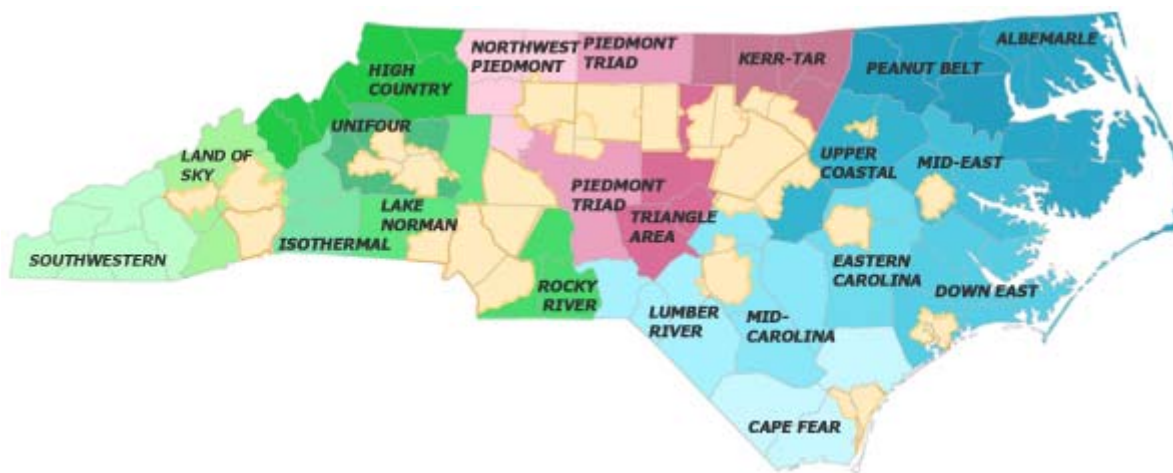 ALBEMARLE
NORTHWEST
PIEDMONT
PIEDMONT
TRIAD
KERR-TAR
PEANUT BELT
HIGH
COUNTRY
UNIFOUR
LAND OF
SKY
UPPER
COASTAL
MID-EAST
PIEDMONT
TRIAD
LAKE
NORMAN
TRIANGLE
AREA
ISOTHERMAL
SOUTHWESTERN
EASTERN
CAROLINA
ROCKY
RIVER
DOWN EAST
LUMBER
RIVER
MID-
CAROLINA
CAPE FEAR